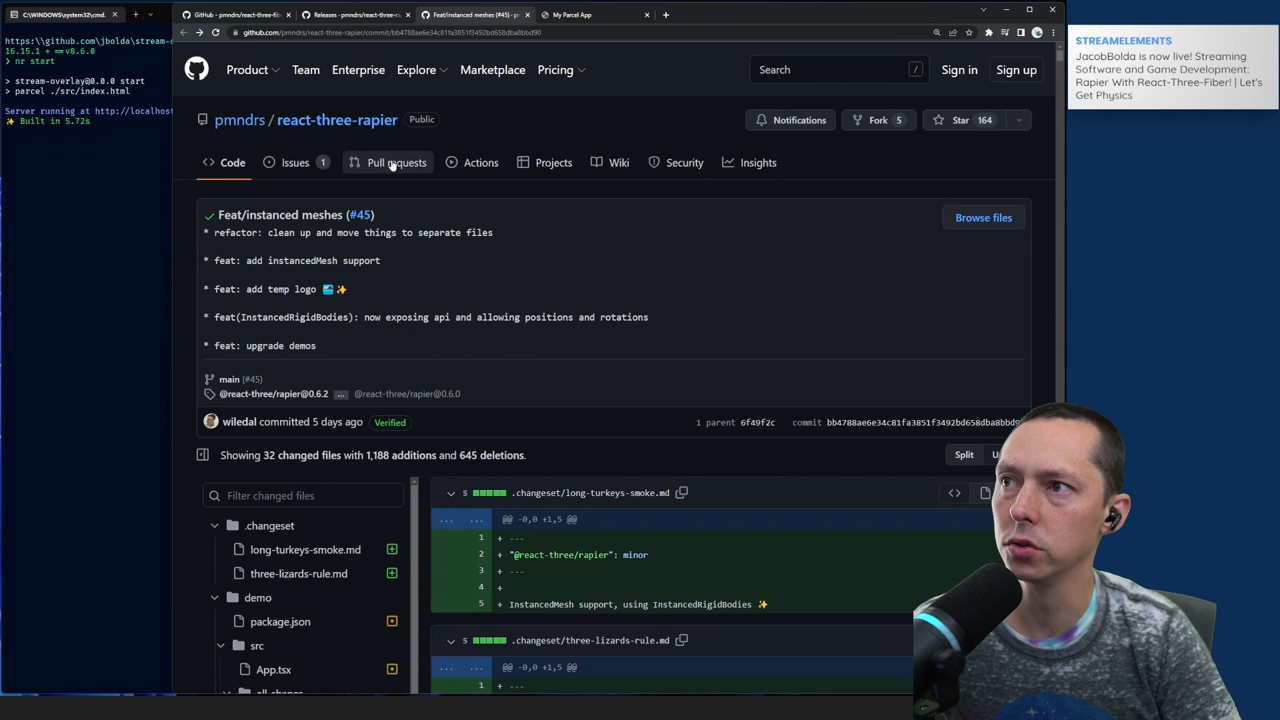 C:\WINDOWS\system32\cmd.
GitHub - pmndrs/react-three-fib
Releases · pmndrs/react-three-ra
Feat/instanced meshes (#45) · p
My Parcel App
github.com/pmndrs/react-three-rapier/commit/bb4788ae6e34c81fa3851f3492bd658dba8bbd90
https:\\github.com\jbolda\stream-o
16.15.1 +
v8.6.0
❯ nr start
> stream-overlay@0.0.0 start
> parcel ./src/index.html
Server running at http://localhost
✨ Built in 5.72s
STREAMELEMENTS
JacobBolda is now live! Streaming
Software and Game Development:
Rapier With React-Three-Fiber! | Let's
Get Physics
Product
Team
Enterprise
Explore
Marketplace
Pricing
Search
/
Sign in
Sign up
pmndrs / react-three-rapier
Public
Notifications
Fork 5
Star 164
Code
Issues 1
Pull requests
Actions
Projects
Wiki
Security
Insights
Feat/instanced meshes (#45)
Browse files
* refactor: clean up and move things to separate files
* feat: add instancedMesh support
* feat: add temp logo 🌊✨
* feat(InstancedRigidBodies): now exposing api and allowing positions and rotations
* feat: upgrade demos
main (#45)
@react-three/rapier@0.6.2 ... @react-three/rapier@0.6.0
wiledal committed 5 days ago
Verified
1 parent 6f49f2c
commit bb4788ae6e34c81fa3851f3492bd658dba8bbd9
Showing 32 changed files with 1,188 additions and 645 deletions.
Split
U
Filter changed files
.changeset
long-turkeys-smoke.md
three-lizards-rule.md
demo
package.json
src
App.tsx
all-shapes
5 .changeset/long-turkeys-smoke.md
... ... @@ -0,0 +1,5 @@
1 + ---
2 + "@react-three/rapier": minor
3 + ---
4 +
5 + InstancedMesh support, using InstancedRigidBodies ✨
5 .changeset/three-lizards-rule.md
... ... @@ -0,0 +1,5 @@
1 + ---